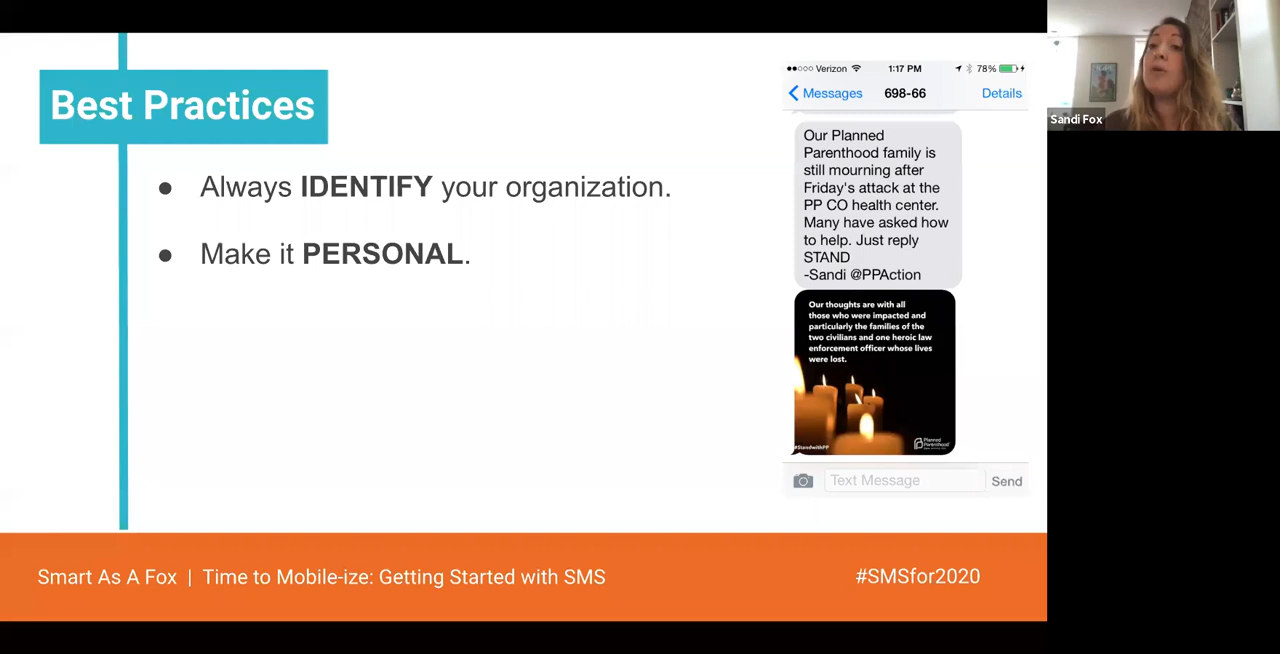 Best Practices
● Always IDENTIFY your organization.
● Make it PERSONAL.
Verizon 1:17 PM 78%
Messages 698-66 Details
Our Planned
Parenthood family is
still mourning after
Friday's attack at the
PP CO health center.
Many have asked how
to help. Just reply
STAND
-Sandi @PPAction
Our thoughts are with all
those who were impacted and
particularly the families of the
two civilians and one heroic law
enforcement officer whose lives
were lost.
#StandwithPP
Planned
Parenthood
Text Message Send
Smart As A Fox | Time to Mobile-ize: Getting Started with SMS
#SMSfor2020
Sandi Fox